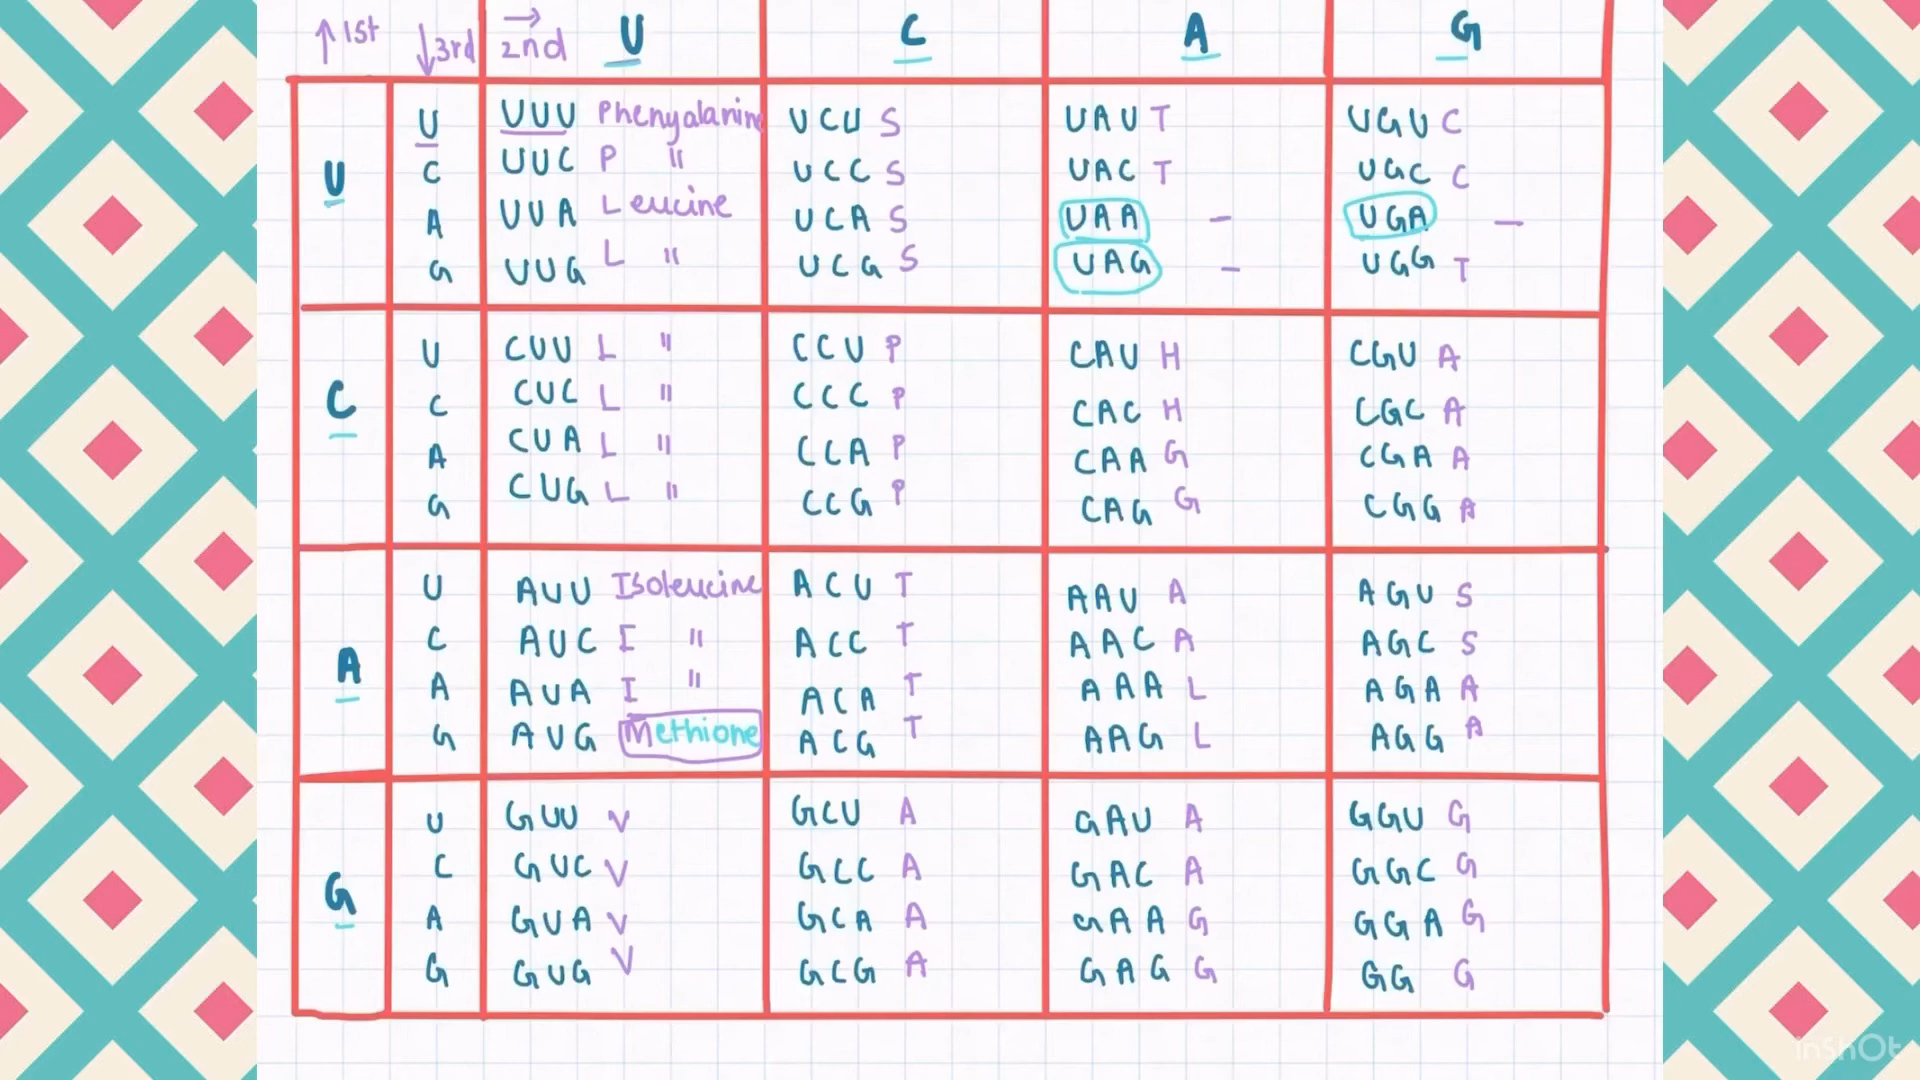 ↑1st ↓3rd →2nd U C A G
U
U UUU Phenyalanine UCU S UAU T UGU C
C UUC P " UCC S UAC T UGC C
A UUA Leucine UCA S UAA - UGA -
G UUG L " UCG S UAG - UGG T
C
U CUU L " CCU P CAU H CGU A
C CUC L " CCC P CAC H CGC A
A CUA L " CCA P CAA G CGA A
G CUG L " CCG P CAG G CGG A
A
U AUU Isoleucine ACU T AAU A AGU S
C AUC I " ACC T AAC A AGC S
A AUA I " ACA T AAA L AGA A
G AUG Methione ACG T AAG L AGG A
G
U GUU V GCU A GAU A GGU G
C GUC V GCC A GAC A GGC G
A GUA V GCA A GAA G GGA G
G GUG V GCG A GAG G GG G
InShOt